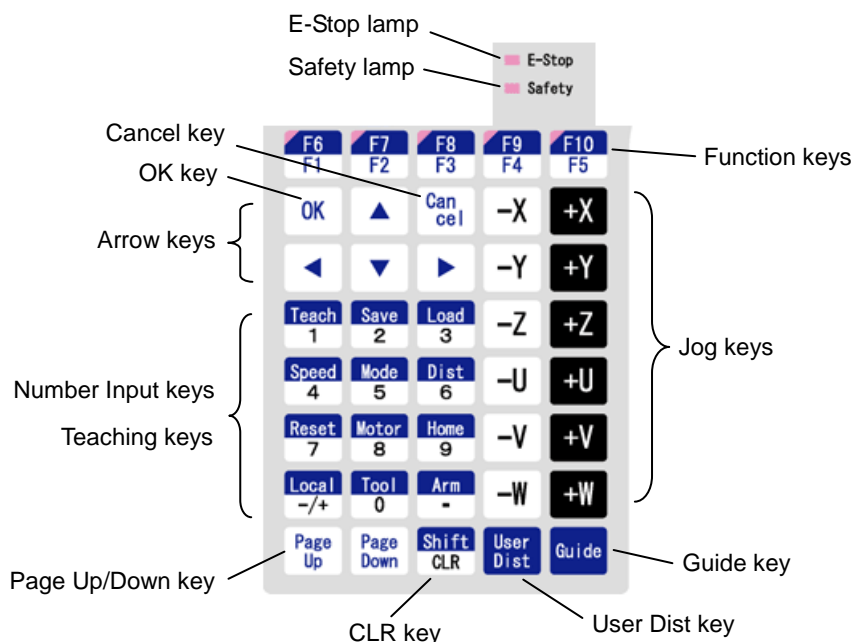 E-Stop lamp
E-Stop
Safety lamp
Safety
Cancel key
F6 F7 F8 F9 F10
F1 F2 F3 F4 F5
Function keys
OK key
OK ▲ Can cel -X +X
Arrow keys
◀ ▼ ▶ -Y +Y
Teach Save Load -Z +Z
1 2 3
Jog keys
Speed Mode Dist -U +U
4 5 6
Number Input keys
Teaching keys
Reset Motor Home -V +V
7 8 9
Local Tool Arm -W +W
-/+ 0 -
Page Page Shift User Guide
Up Down CLR Dist
Guide key
Page Up/Down key
User Dist key
CLR key